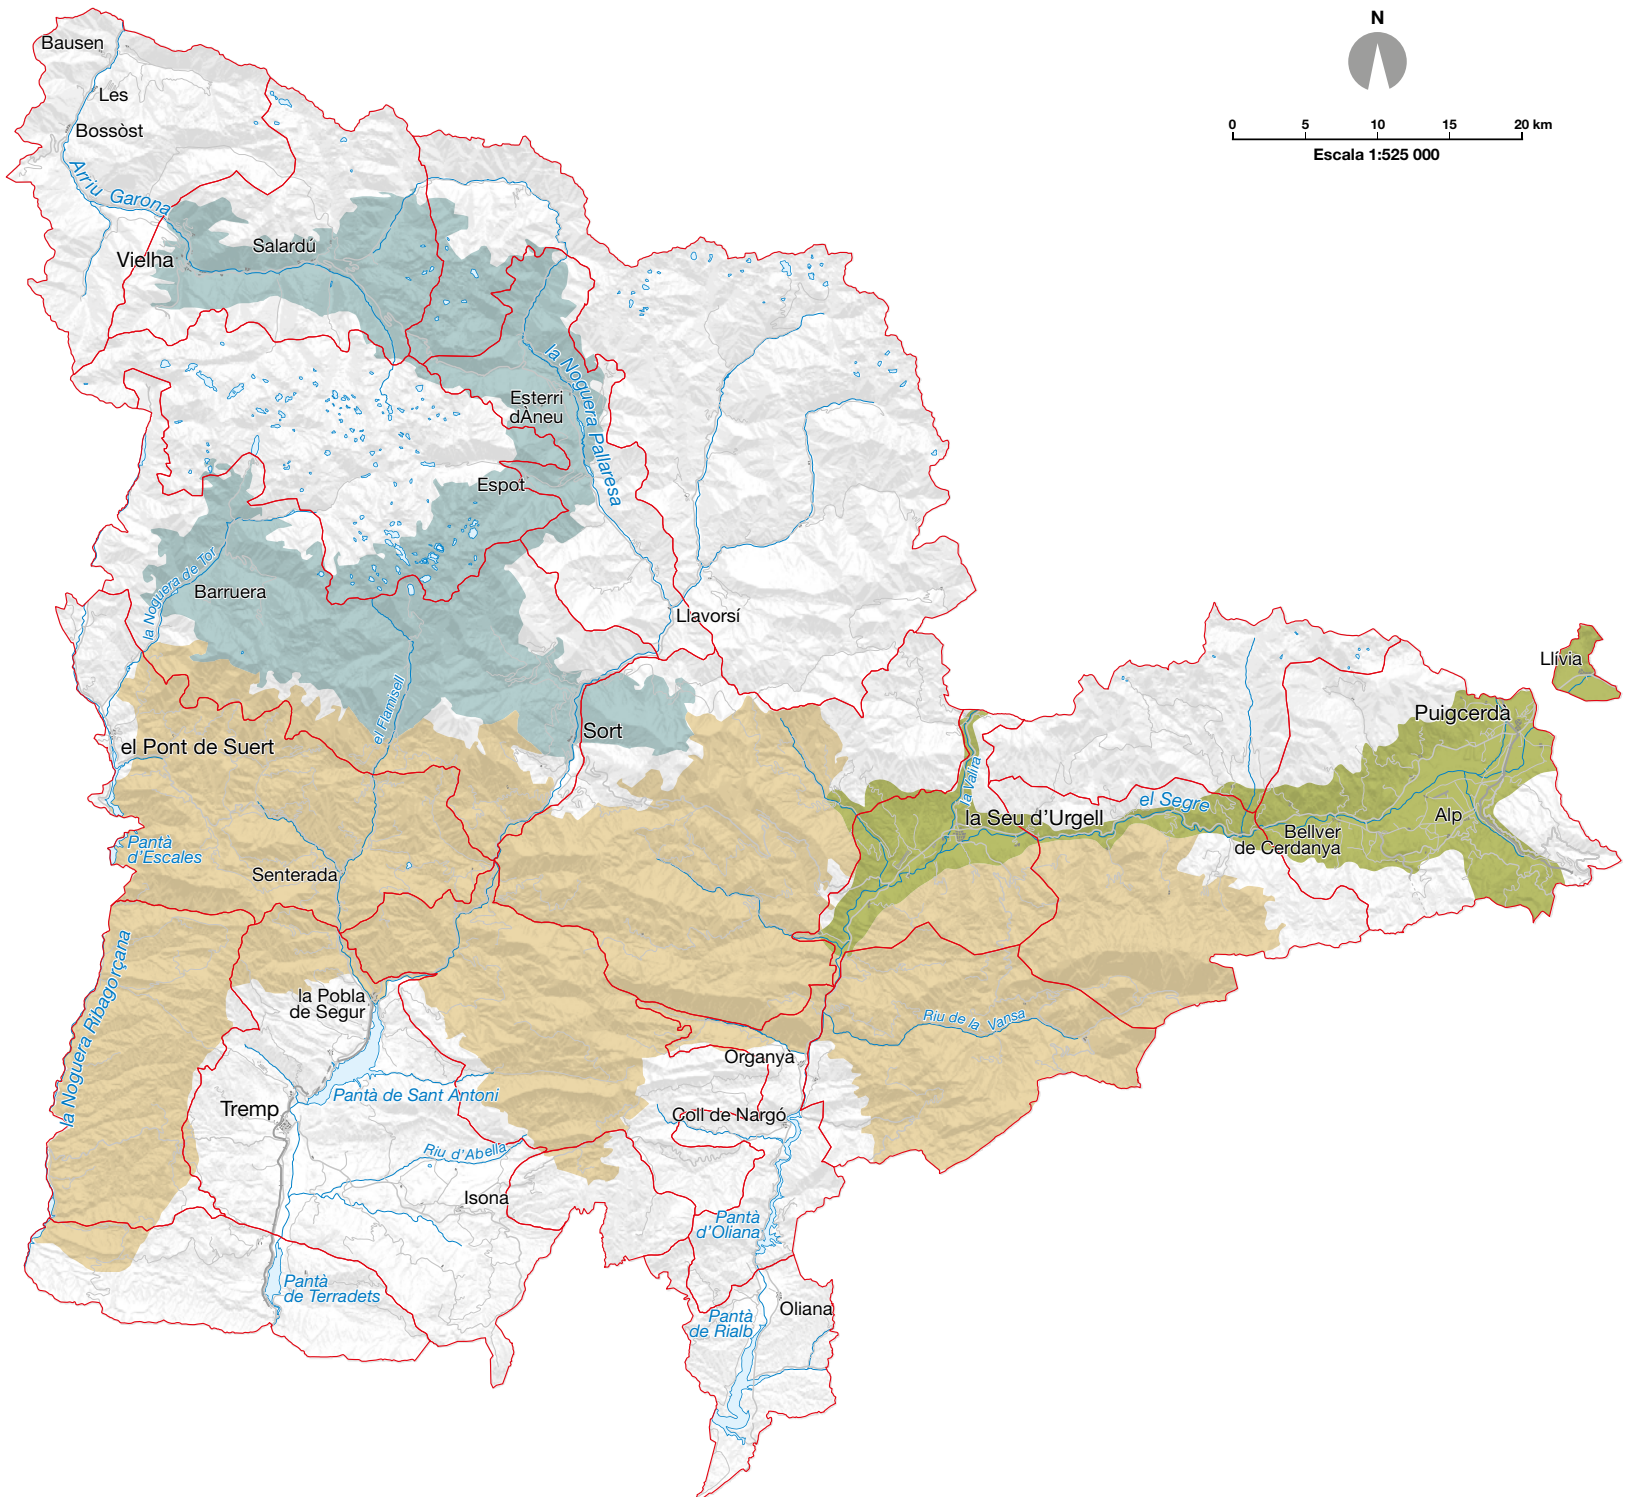 N
Bausen
Les
0 5 10 15 20 km
Bossòst
Escala 1:525 000
Arriu Garona
Salardú
Vielha
la Noguera Pallaresa
Esterri
dÀneu
Espot
la Noguera de Tor
Barruera
Llavorsí
Llívia
el Flamisell
Puigcerdà
Sort
el Pont de Suert
la Valira
el Segre
la Seu d’Urgell
Alp
Bellver
de Cerdanya
Pantà
d’Escales
Senterada
la Noguera Ribagorçana
la Pobla
de Segur
Riu de la Vansa
Organyà
Pantà de Sant Antoni
Tremp
Coll de Nargó
Riu d’Abella
Isona
Pantà
d’Oliana
Pantà
de Terradets
Oliana
Pantà
de Rialb